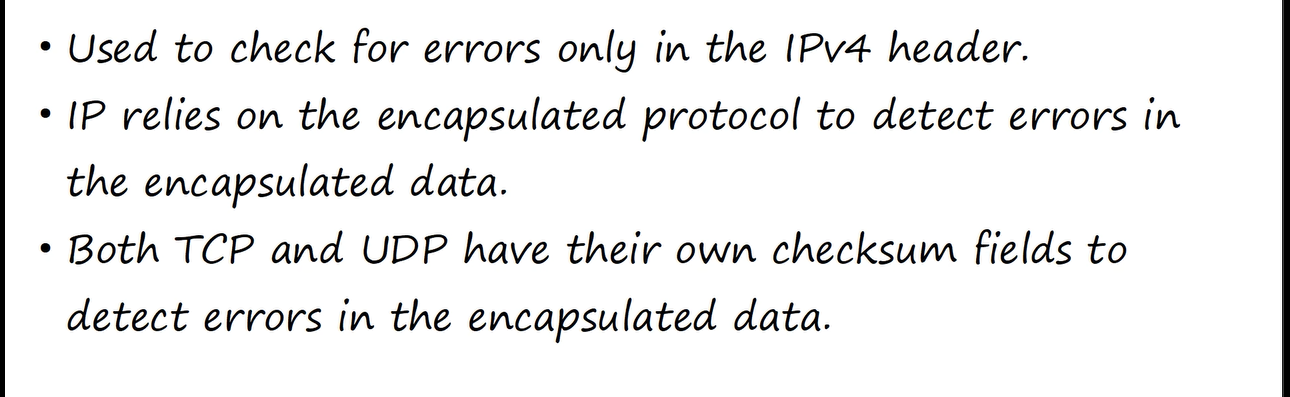 • Used to check for errors only in the IPv4 header.
• IP relies on the encapsulated protocol to detect errors in
the encapsulated data.
• Both TCP and UDP have their own checksum fields to
detect errors in the encapsulated data.